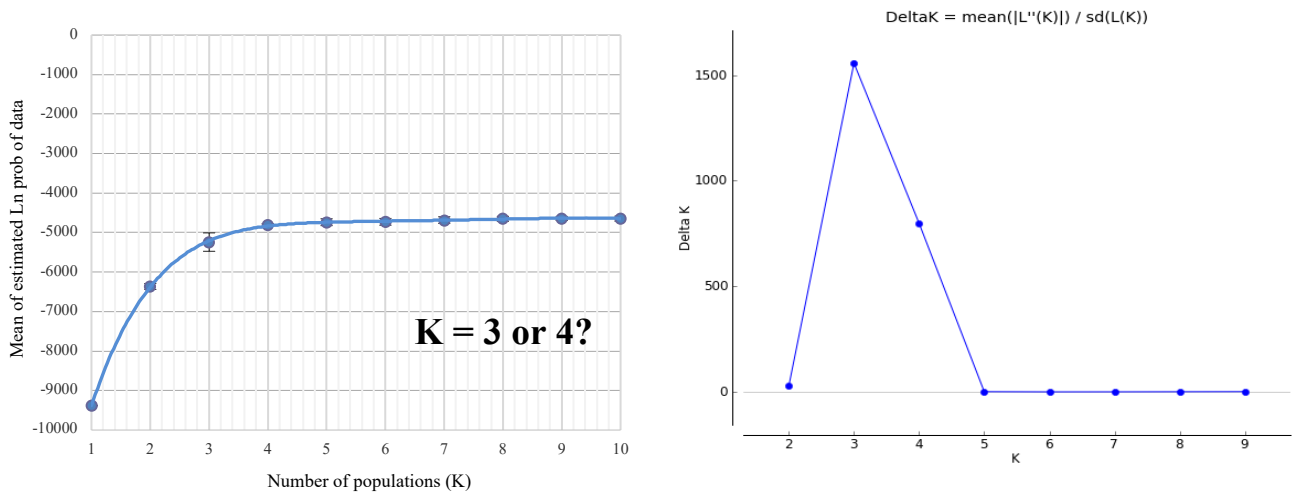 0
-1000
-2000
-3000
-4000
-5000
-6000
-7000
-8000
-9000
-10000
Mean of estimated Ln prob of data
K = 3 or 4?
1 2 3 4 5 6 7 8 9 10
Number of populations (K)
DeltaK = mean(|L''(K)|) / sd(L(K))
1500
1000
500
0
Delta K
2 3 4 5 6 7 8 9
K